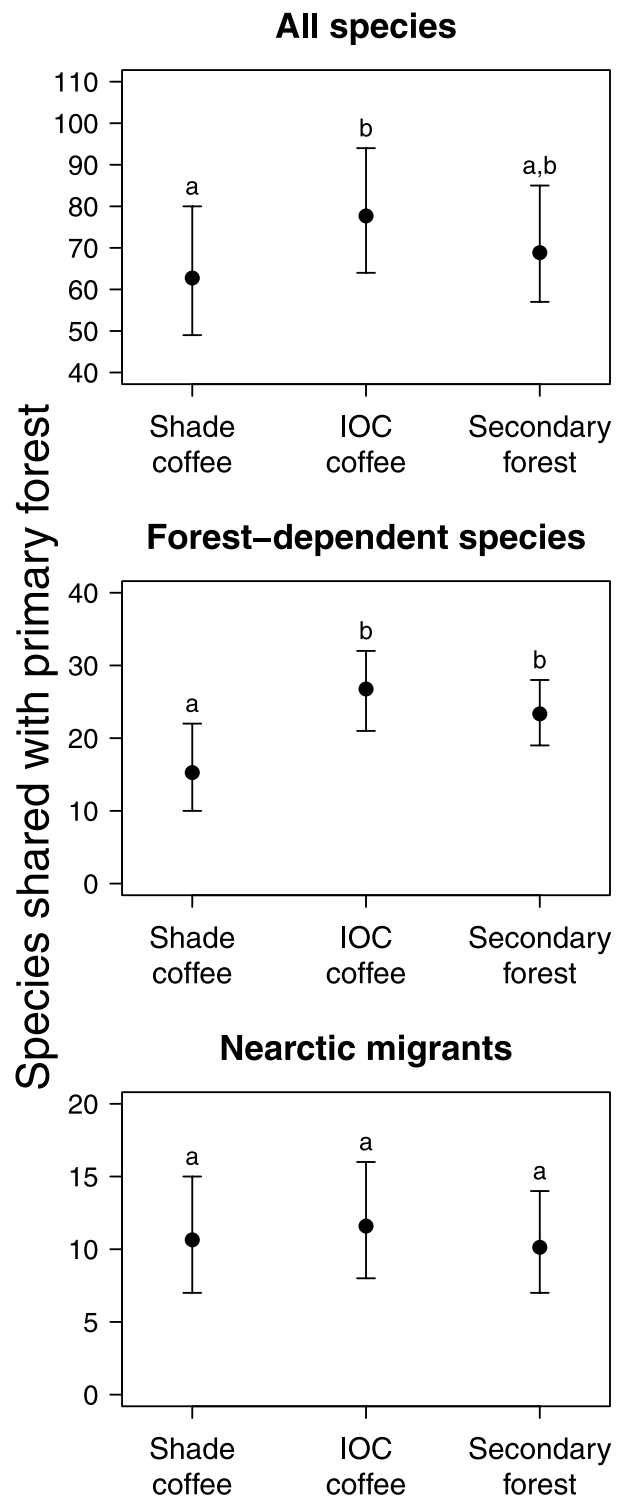 Species shared with primary forest
All species
110
100
90
80
70
60
50
40
a
b
a,b
Shade
coffee
IOC
coffee
Secondary
forest
Forest–dependent species
40
30
20
10
0
a
b
b
Shade
coffee
IOC
coffee
Secondary
forest
Nearctic migrants
20
15
10
5
0
a
a
a
Shade
coffee
IOC
coffee
Secondary
forest